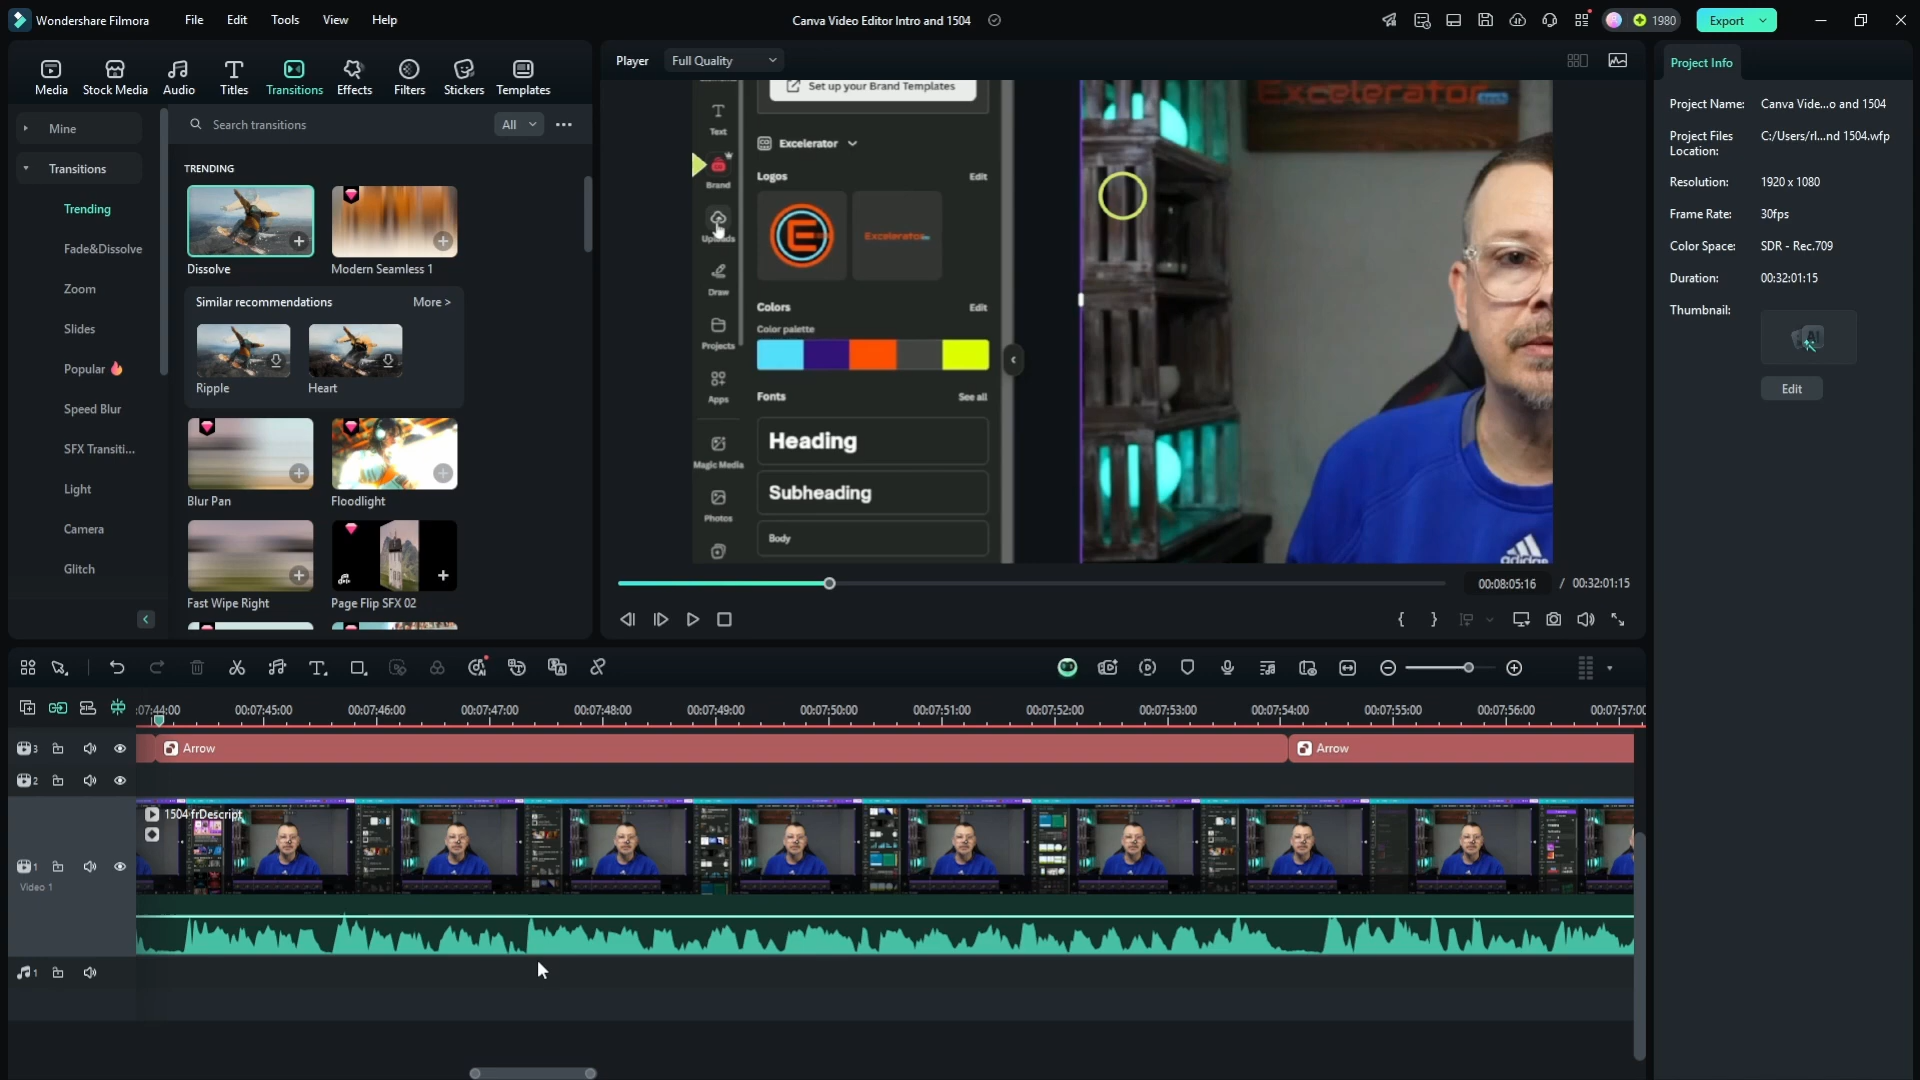 Wondershare Filmora
File
Edit
Tools
View
Help
Canva Video Editor Intro and 1504
1980
Export
Media
Stock Media
Audio
Titles
Transitions
Effects
Filters
Stickers
Templates
Player
Full Quality
Project Info
Mine
Transitions
Trending
Fade&Dissolve
Zoom
Slides
Popular
Speed Blur
SFX Transiti...
Light
Camera
Glitch
Search transitions
All
TRENDING
Dissolve
Modern Seamless 1
Similar recommendations
More >
Ripple
Heart
Blur Pan
Floodlight
Fast Wipe Right
Page Flip SFX 02
Text
Brand
Uploads
Draw
Projects
Apps
Magic Media
Photos
Set up your Brand Templates
Excelerator
Logos
Edit
E
Excelerator
Colors
Edit
Color palette
Fonts
See all
Heading
Subheading
Body
Excelerator
adidas
00:08:05:16 / 00:32:01:15
Project Name: Canva Vide...o and 1504
Project Files Location: C:/Users/rl...nd 1504.wfp
Resolution: 1920 x 1080
Frame Rate: 30fps
Color Space: SDR - Rec.709
Duration: 00:32:01:15
Thumbnail:
AI
Edit
:07:44:00
00:07:45:00
00:07:46:00
00:07:47:00
00:07:48:00
00:07:49:00
00:07:50:00
00:07:51:00
00:07:52:00
00:07:53:00
00:07:54:00
00:07:55:00
00:07:56:00
00:07:57:00
3
Arrow
Arrow
2
1504 frDescript
1
Video 1
1